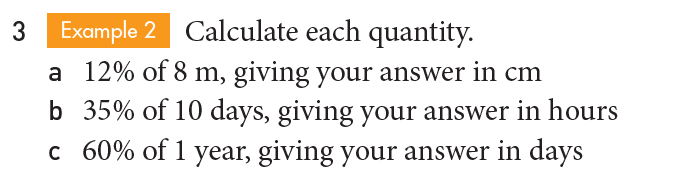 3 Example 2 Calculate each quantity.
a 12% of 8 m, giving your answer in cm
b 35% of 10 days, giving your answer in hours
c 60% of 1 year, giving your answer in days